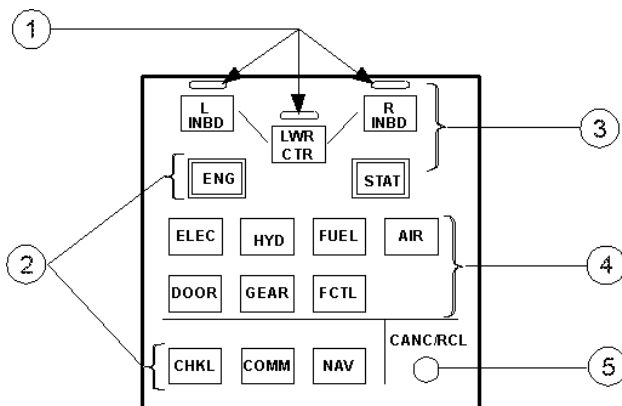 1
L INBD
R INBD
LWR CTR
3
ENG
STAT
2
ELEC
HYD
FUEL
AIR
4
DOOR
GEAR
FCTL
CANC/RCL
CHKL
COMM
NAV
5